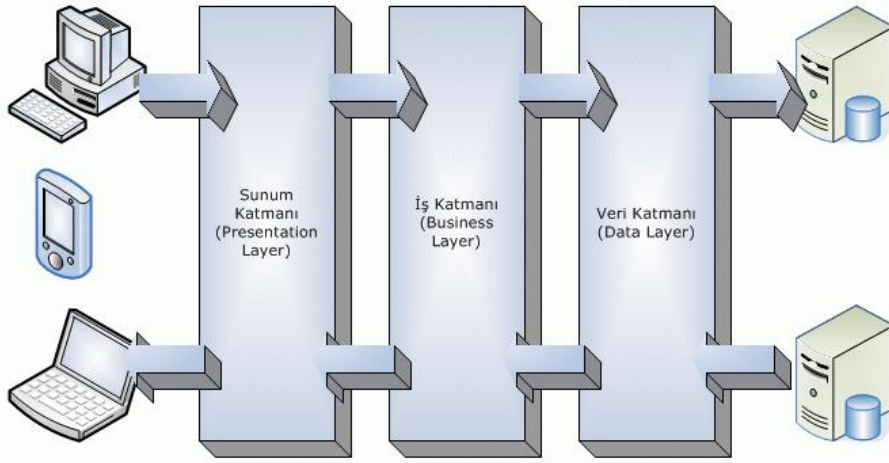 Sunum
Katmanı
(Presentation
Layer)
İş Katmanı
(Business
Layer)
Veri Katmanı
(Data Layer)